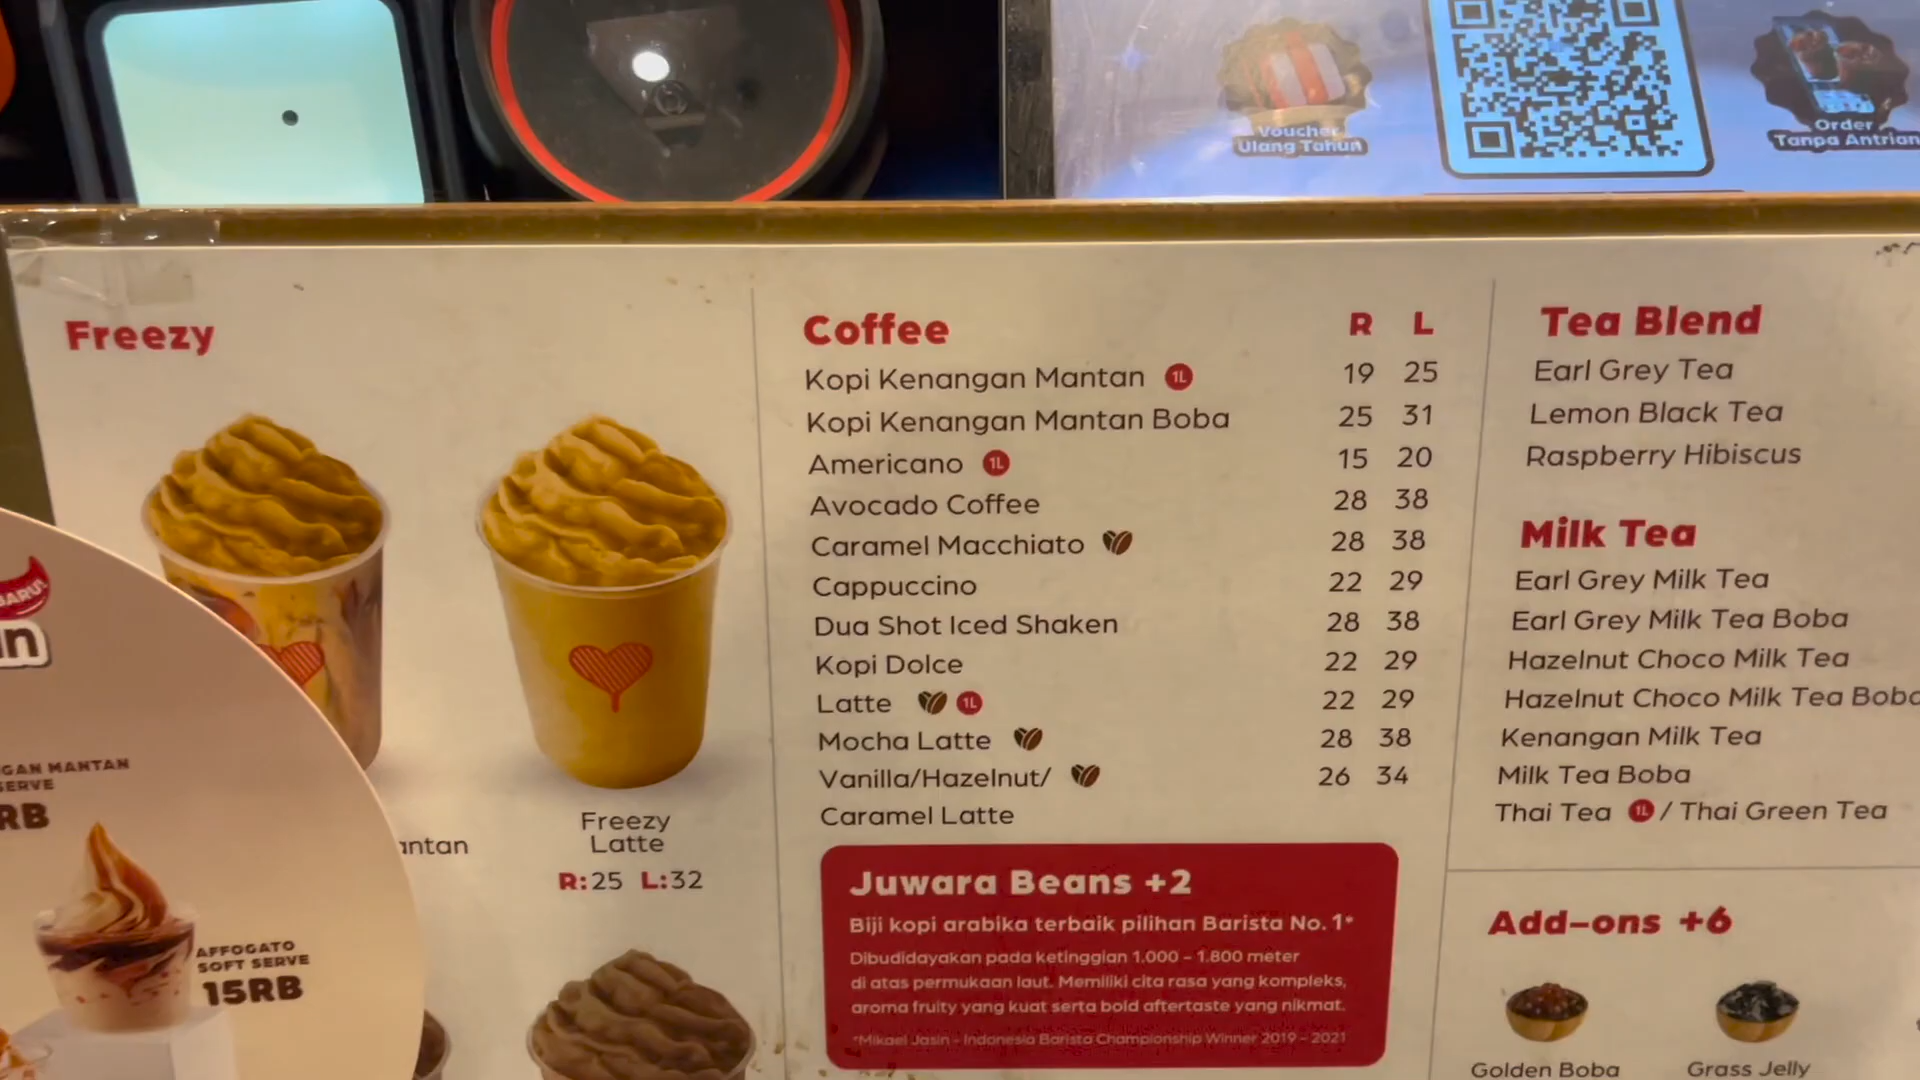 Voucher
Ulang Tahun
Order
Tanpa Antrian
Freezy
BARU!
GAN MANTAN
SERVE
RB
AFFOGATO
SOFT SERVE
15RB
antan
Freezy
Latte
R:25 L:32
Coffee R L
Kopi Kenangan Mantan 1L 19 25
Kopi Kenangan Mantan Boba 25 31
Americano 1L 15 20
Avocado Coffee 28 38
Caramel Macchiato 28 38
Cappuccino 22 29
Dua Shot Iced Shaken 28 38
Kopi Dolce 22 29
Latte 1L 22 29
Mocha Latte 28 38
Vanilla/Hazelnut/ 26 34
Caramel Latte
Juwara Beans +2
Biji kopi arabika terbaik pilihan Barista No. 1*
Dibudidayakan pada ketinggian 1.000 - 1.800 meter
di atas permukaan laut. Memiliki cita rasa yang kompleks,
aroma fruity yang kuat serta bold aftertaste yang nikmat.
*Mikael Jasin - Indonesia Barista Championship Winner 2019 - 2021
Tea Blend
Earl Grey Tea
Lemon Black Tea
Raspberry Hibiscus
Milk Tea
Earl Grey Milk Tea
Earl Grey Milk Tea Boba
Hazelnut Choco Milk Tea
Hazelnut Choco Milk Tea Boba
Kenangan Milk Tea
Milk Tea Boba
Thai Tea 1L / Thai Green Tea
Add-ons +6
Golden Boba
Grass Jelly